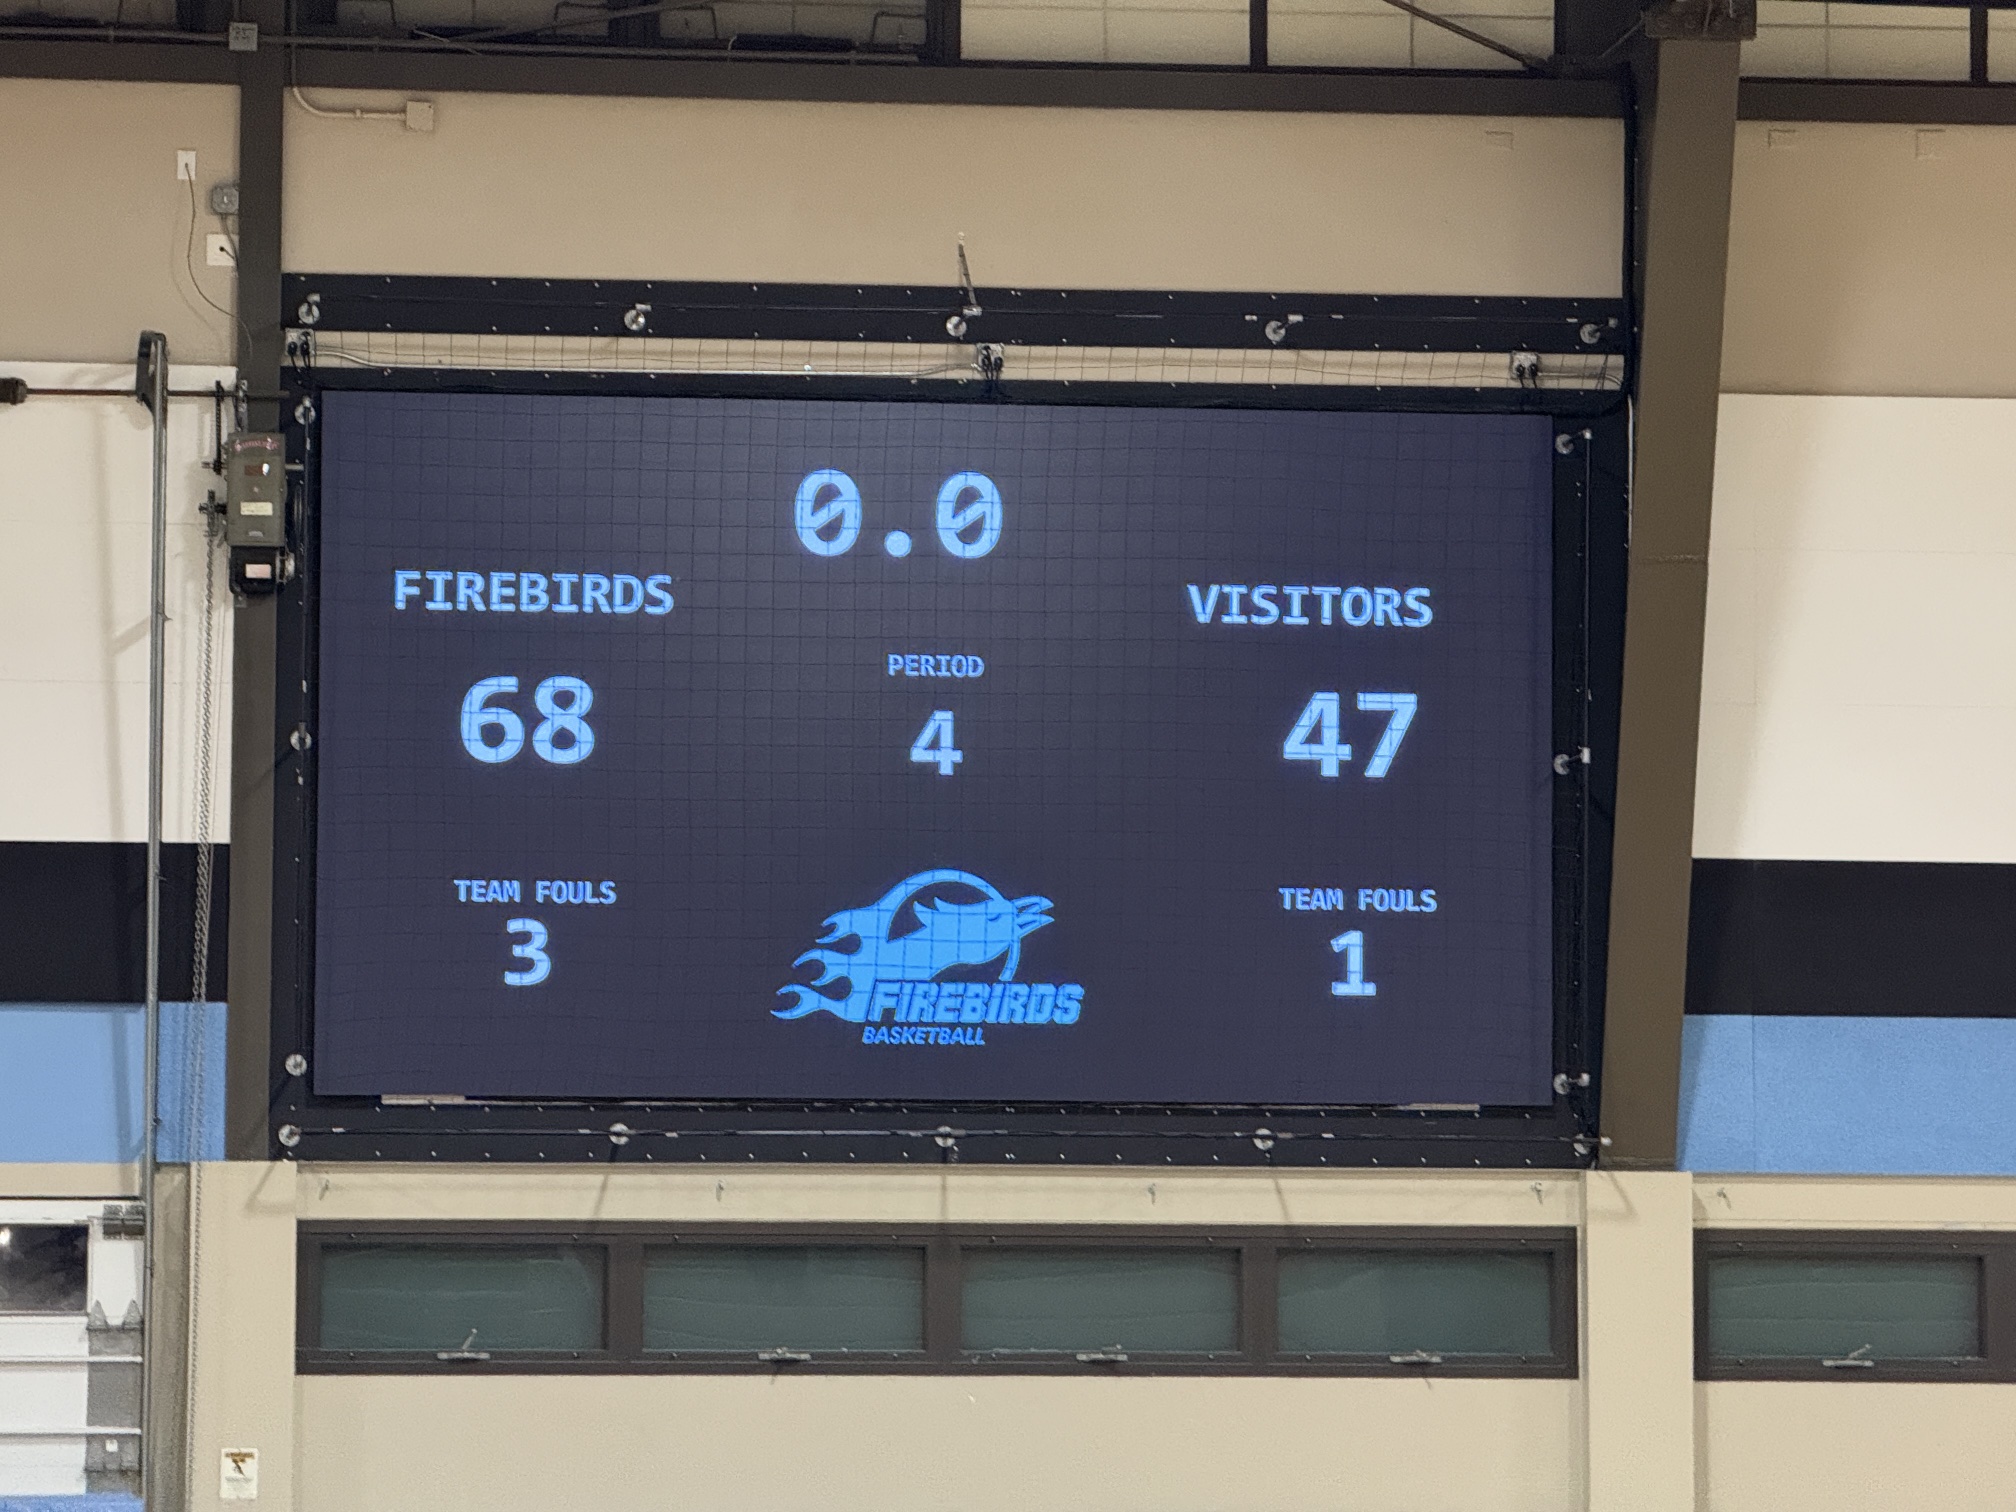 0.0
FIREBIRDS
VISITORS
PERIOD
68
4
47
TEAM FOULS
TEAM FOULS
3
1
FIREBIRDS
BASKETBALL